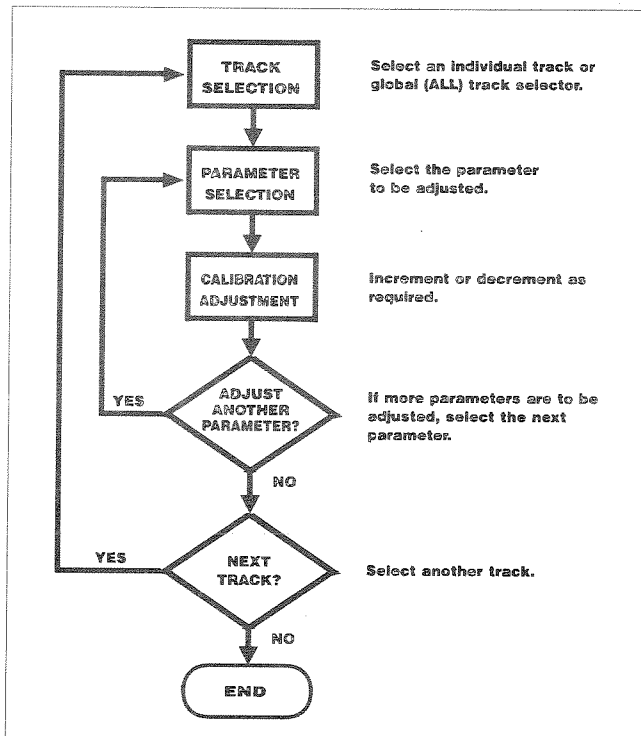 TRACK
SELECTION
Select an individual track or
global (ALL) track selector.
PARAMETER
SELECTION
Select the parameter
to be adjusted.
CALIBRATION
ADJUSTMENT
Increment or decrement as
required.
YES
ADJUST
ANOTHER
PARAMETER?
If more parameters are to be
adjusted, select the next
parameter.
NO
YES
NEXT
TRACK?
Select another track.
NO
END